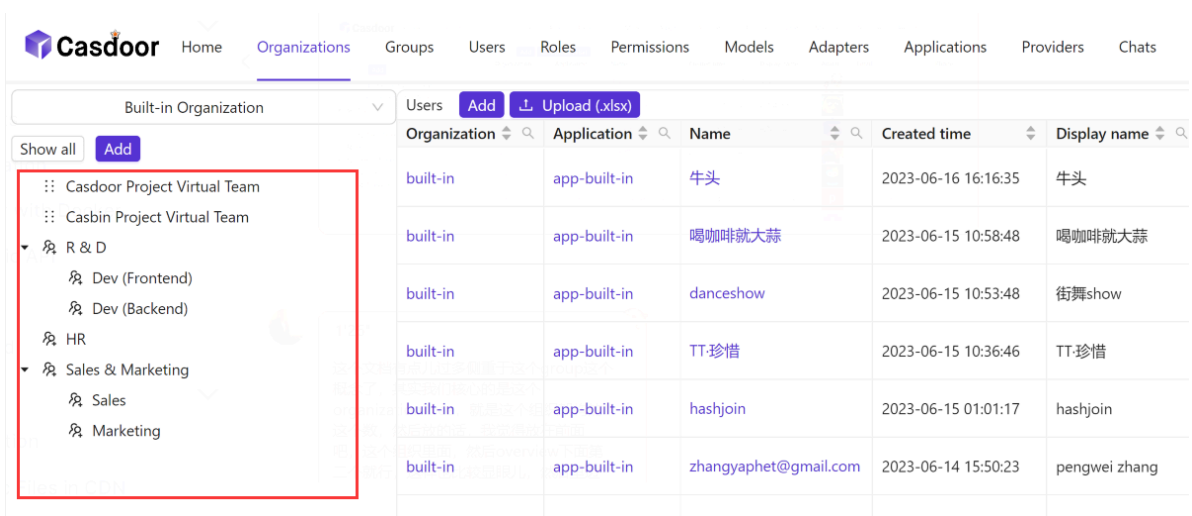 Casdoor Home Organizations Groups Users Roles Permissions Models Adapters Applications Providers Chats
Built-in Organization
Show all Add
Casdoor Project Virtual Team
Casbin Project Virtual Team
R & D
Dev (Frontend)
Dev (Backend)
HR
Sales & Marketing
Sales
Marketing
Users Add Upload (.xlsx)
Organization Application Name Created time Display name
built-in app-built-in 牛头 2023-06-16 16:16:35 牛头
built-in app-built-in 喝咖啡就大蒜 2023-06-15 10:58:48 喝咖啡就大蒜
built-in app-built-in danceshow 2023-06-15 10:53:48 街舞show
built-in app-built-in TT·珍惜 2023-06-15 10:36:46 TT·珍惜
built-in app-built-in hashjoin 2023-06-15 01:01:17 hashjoin
built-in app-built-in zhangyaphet@gmail.com 2023-06-14 15:50:23 pengwei zhang